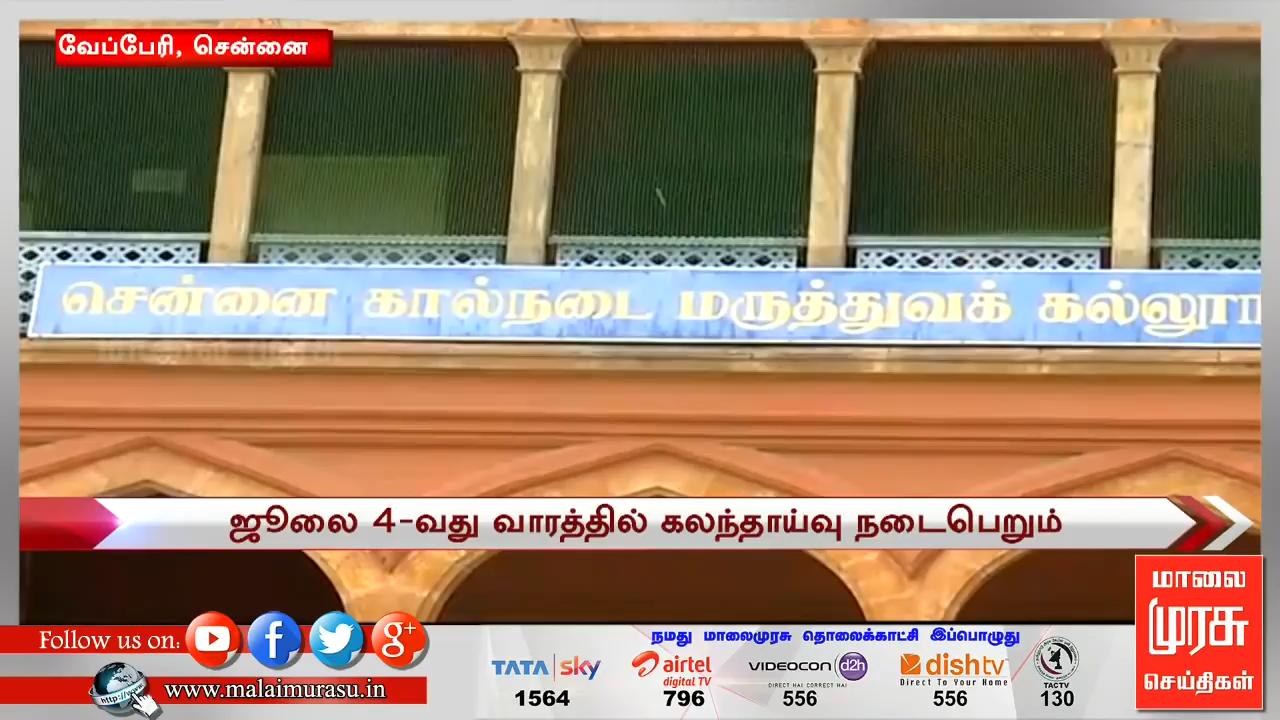 வேப்பேரி, சென்னை
சென்னை கால்நடை மருத்துவக்
ஜூலை 4-வது வாரத்தில் கலந்தாய்வு நடைபெறும்
மாலை
முரசு
செய்திகள்
Follow us on:
www.malaimurasu.in
http://
நமது மாலைமுரசு தொலைக்காட்சி இப்பொழுது
TATA sky
1564
airtel
digital TV
796
VIDEOCON d2h
DIRECT HAI CORRECT HAI
556
dishtv
Direct To Your Home
556
TACTV
130